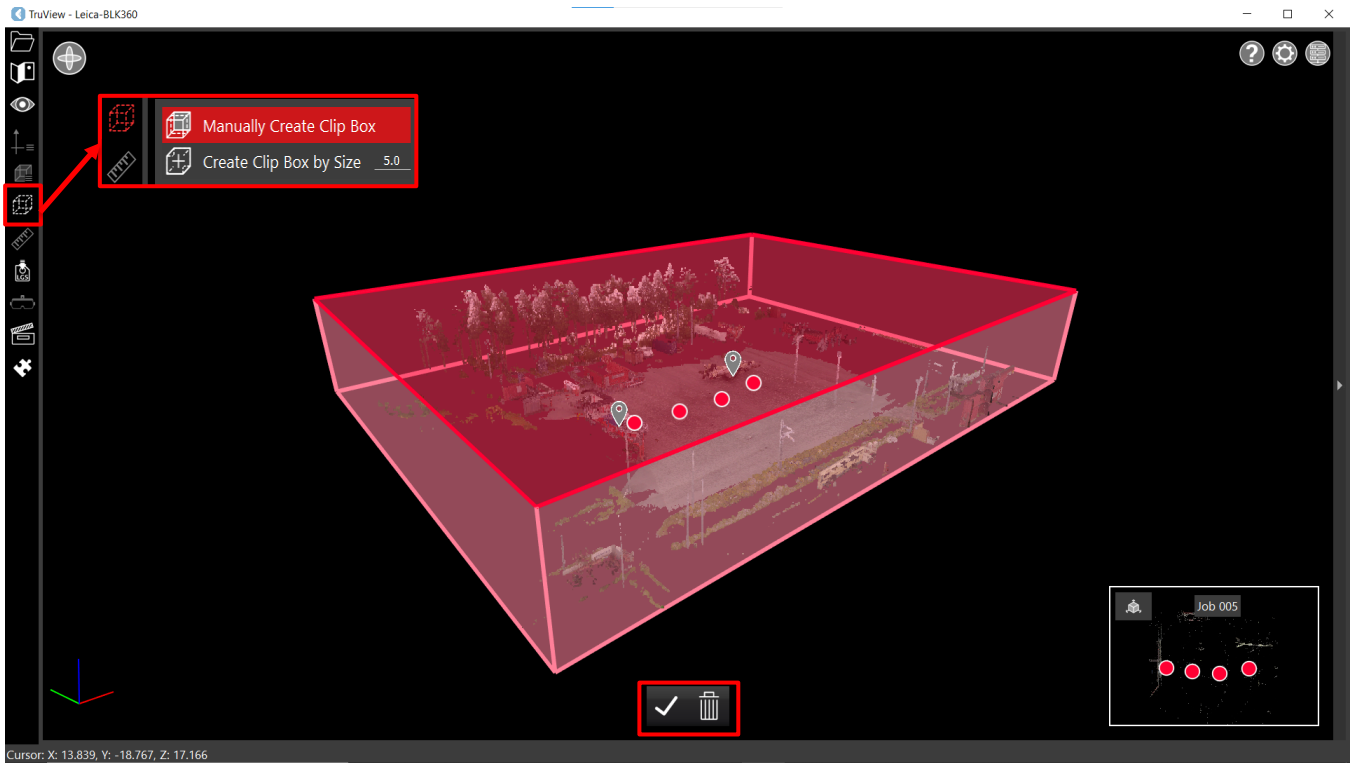 TruView - Leica-BLK360
?
Manually Create Clip Box
Create Clip Box by Size 5.0
LGS
Job 005
Cursor: X: 13.839, Y: -18.767, Z: 17.166